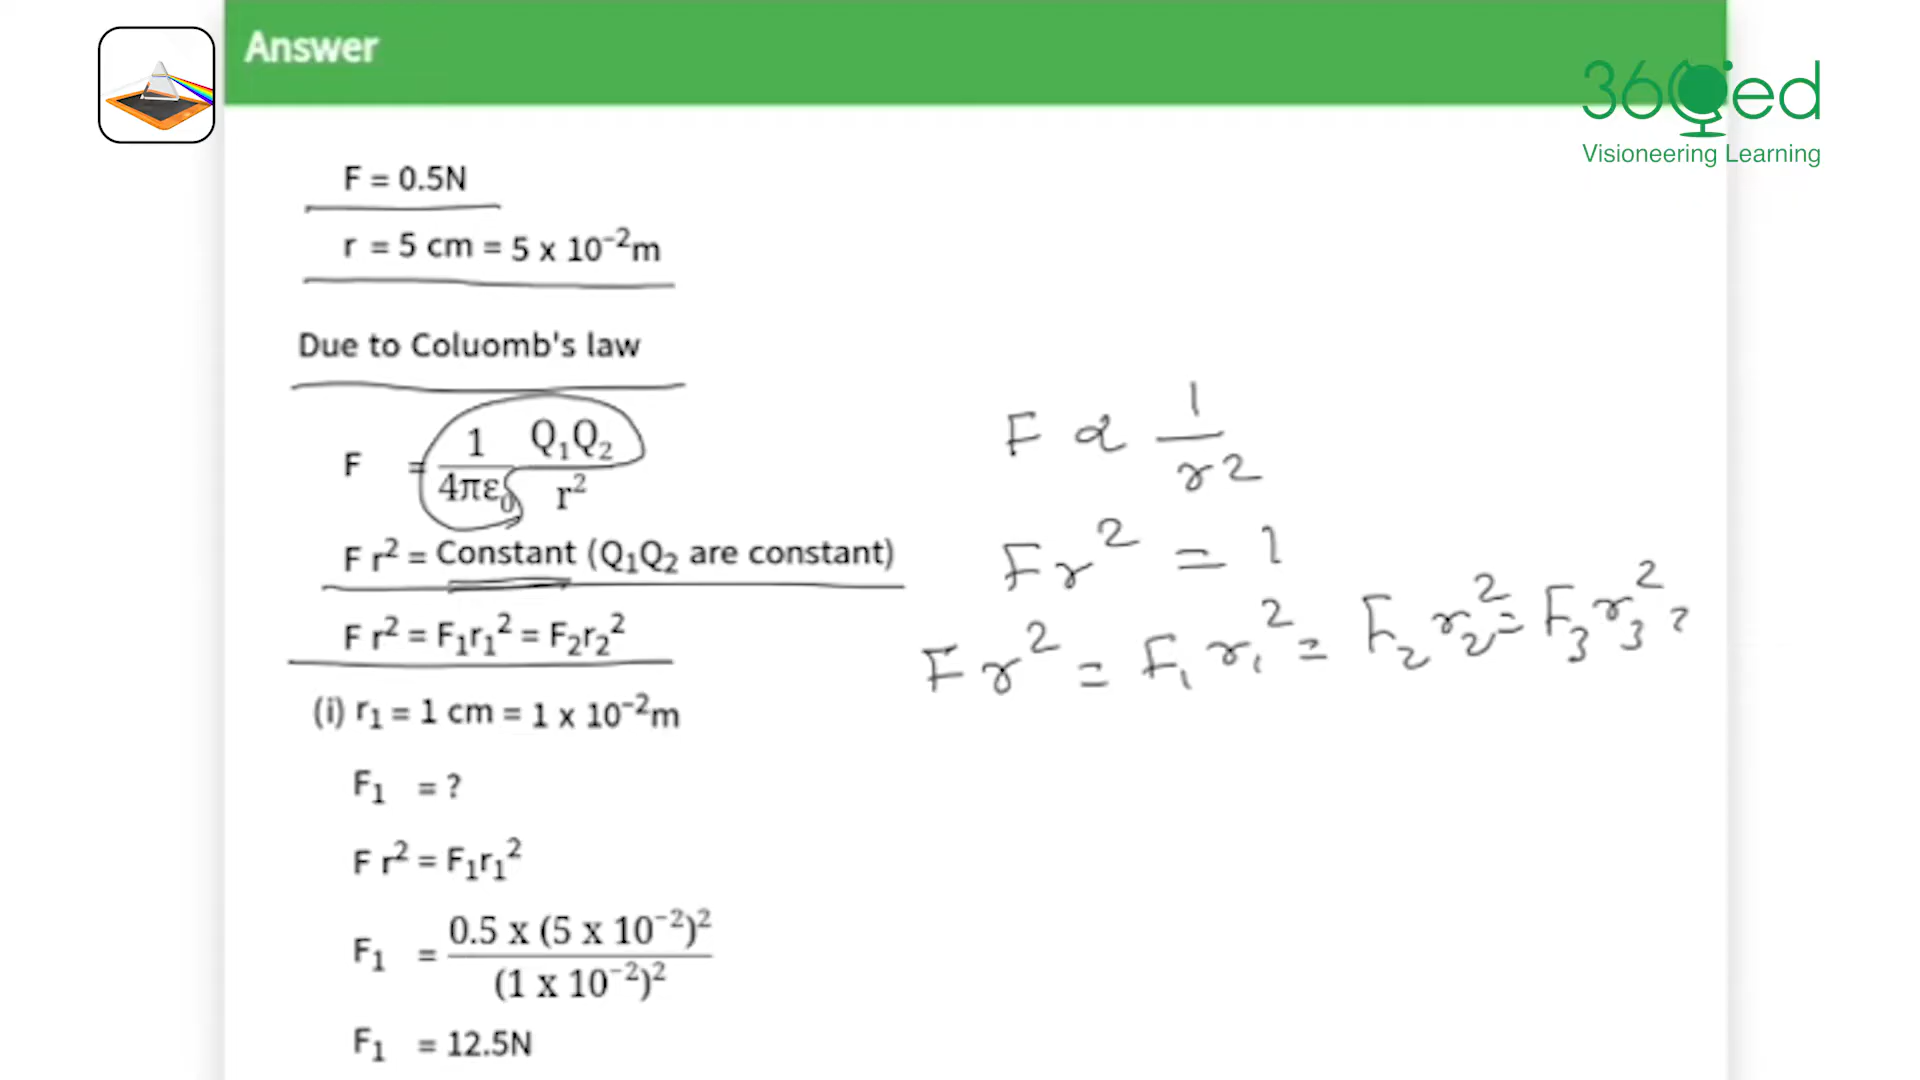 Answer
36ed
Visioneering Learning
F = 0.5N
r = 5 cm = 5 x 10⁻²m
Due to Coluomb's law
F = 1/4πε₀ Q₁Q₂/r²
F r² = Constant (Q₁Q₂ are constant)
F r² = F₁r₁² = F₂r₂²
(i) r₁ = 1 cm = 1 x 10⁻²m
F₁ = ?
F r² = F₁r₁²
F₁ = 0.5 x (5 x 10⁻²)² / (1 x 10⁻²)²
F₁ = 12.5N
F ∝ 1/r²
Fr² = 1
Fr² = F₁r₁² = F₂r₂² = F₃r₃²